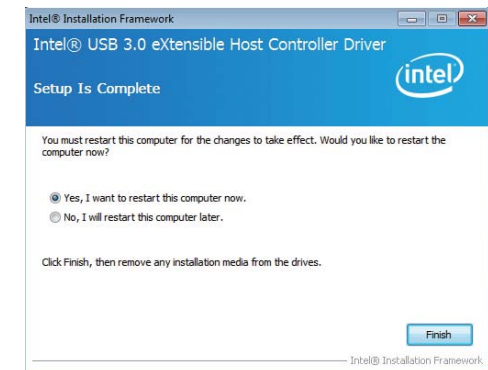 Intel® Installation Framework
Intel® USB 3.0 eXtensible Host Controller Driver
intel
Setup Is Complete
You must restart this computer for the changes to take effect. Would you like to restart the
computer now?
Yes, I want to restart this computer now.
No, I will restart this computer later.
Click Finish, then remove any installation media from the drives.
Finish
Intel® Installation Framework